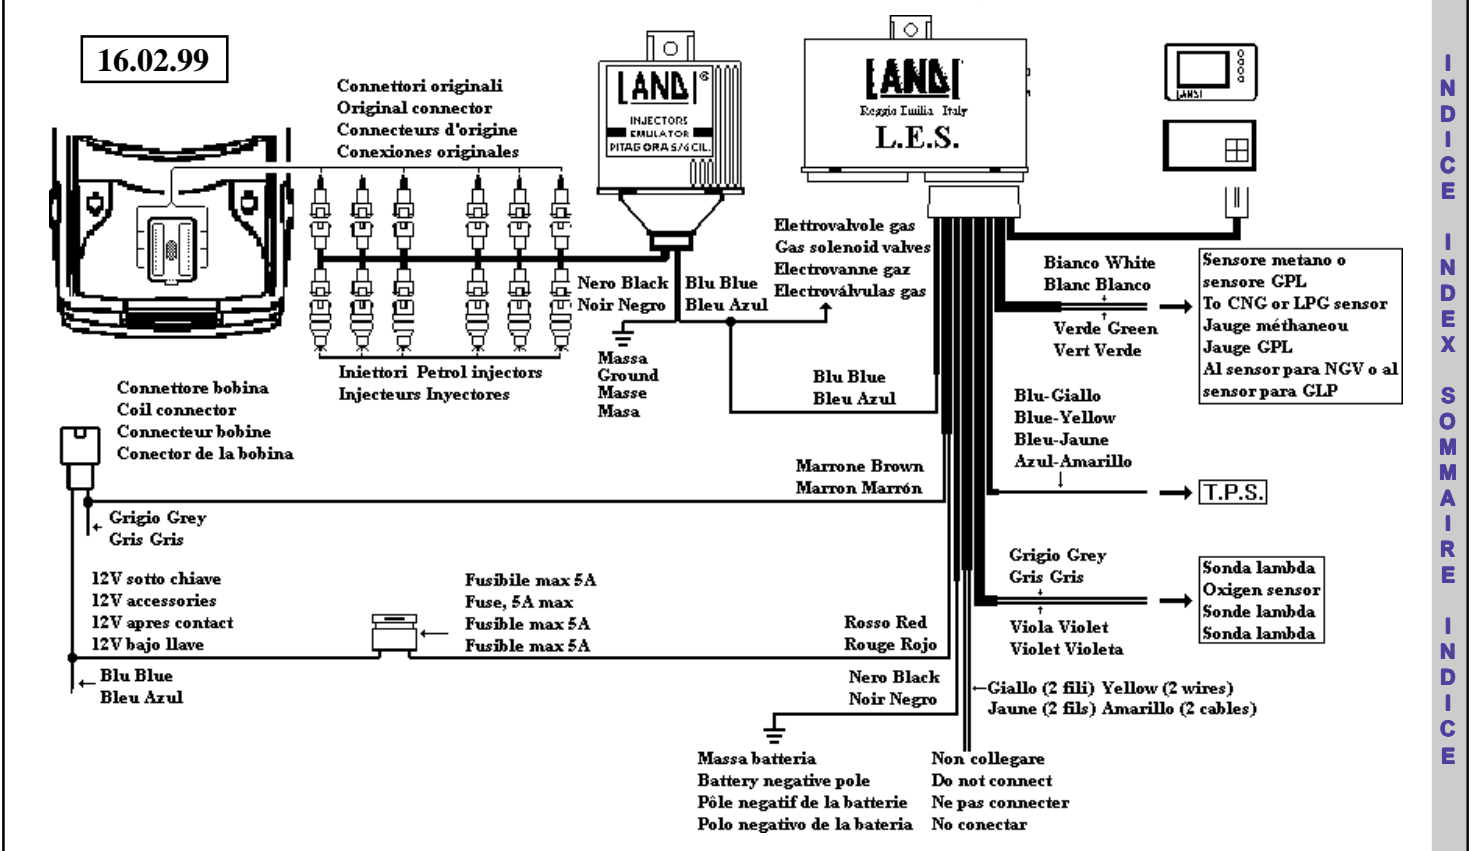 16.02.99
Connettori originali
Original connector
Connecteurs d'origine
Conexiones originales
LANDI®
INJECTORS
EMULATOR
PITAGORA 5/6 CIL.
LANDI
Reggio Emilia Italy
L.E.S.
LANDI
Elettrovalvole gas
Gas solenoid valves
Electrovanne gaz
Electroválvulas gas
Nero Black
Noir Negro
Blu Blue
Bleu Azul
Massa
Ground
Masse
Masa
Iniettori Petrol injectors
Injecteurs Inyectores
Bianco White
Blanc Blanco
Verde Green
Vert Verde
Sensore metano o
sensore GPL
To CNG or LPG sensor
Jauge méthaneou
Jauge GPL
Al sensor para NGV o al
sensor para GLP
Blu Blue
Bleu Azul
Blu-Giallo
Blue-Yellow
Bleu-Jaune
Azul-Amarillo
T.P.S.
Connettore bobina
Coil connector
Connecteur bobine
Conector de la bobina
Marrone Brown
Marron Marrón
Grigio Grey
Gris Gris
12V sotto chiave
12V accessories
12V apres contact
12V bajo llave
Fusibile max 5A
Fuse, 5A max
Fusible max 5A
Fusible max 5A
Rosso Red
Rouge Rojo
Grigio Grey
Gris Gris
Viola Violet
Violet Violeta
Sonda lambda
Oxigen sensor
Sonde lambda
Sonda lambda
Blu Blue
Bleu Azul
Nero Black
Noir Negro
Giallo (2 fili) Yellow (2 wires)
Jaune (2 fils) Amarillo (2 cables)
Massa batteria
Battery negative pole
Pôle negatif de la batterie
Polo negativo de la bateria
Non collegare
Do not connect
Ne pas connecter
No conectar
INDICE INDEX SOMMAIRE INDICE